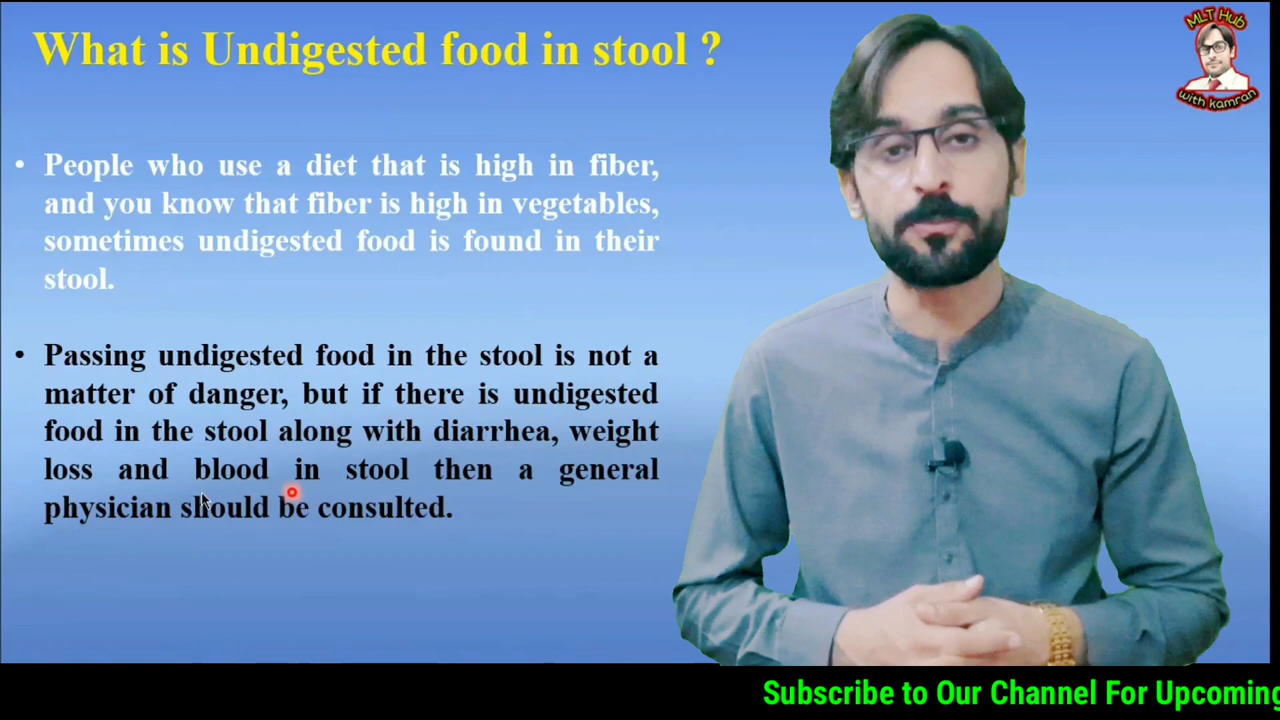 What is Undigested food in stool ?
MLT Hub
with kamran
• People who use a diet that is high in fiber,
and you know that fiber is high in vegetables,
sometimes undigested food is found in their
stool.
• Passing undigested food in the stool is not a
matter of danger, but if there is undigested
food in the stool along with diarrhea, weight
loss and blood in stool then a general
physician should be consulted.
Subscribe to Our Channel For Upcoming